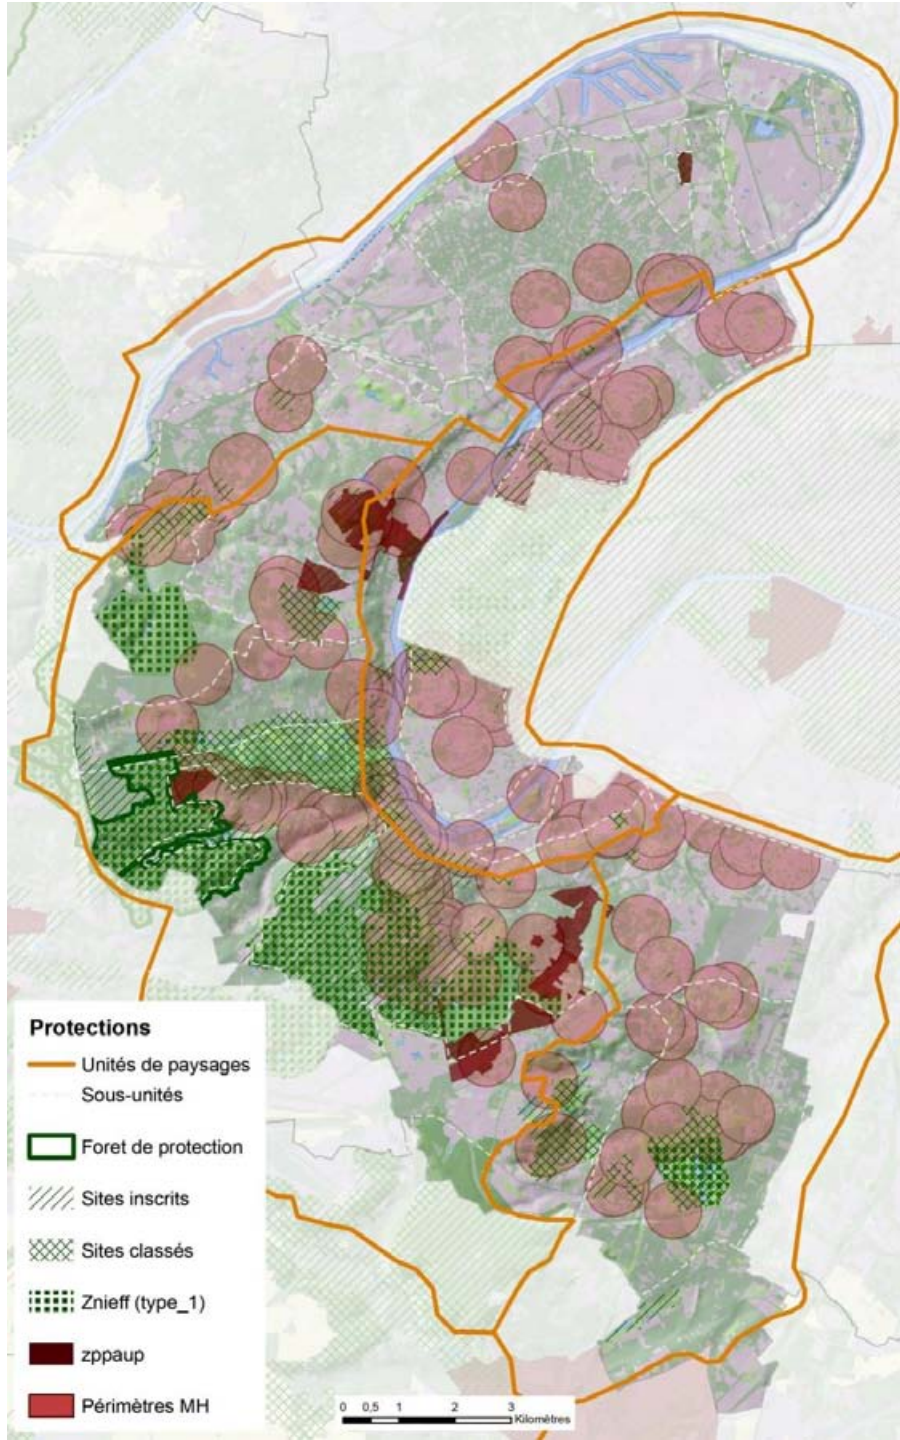 Protections
Unités de paysages
Sous-unités
Foret de protection
Sites inscrits
Sites classés
Znieff (type_1)
zppaup
Périmètres MH
0 0,5 1 2 3
Kilomètres